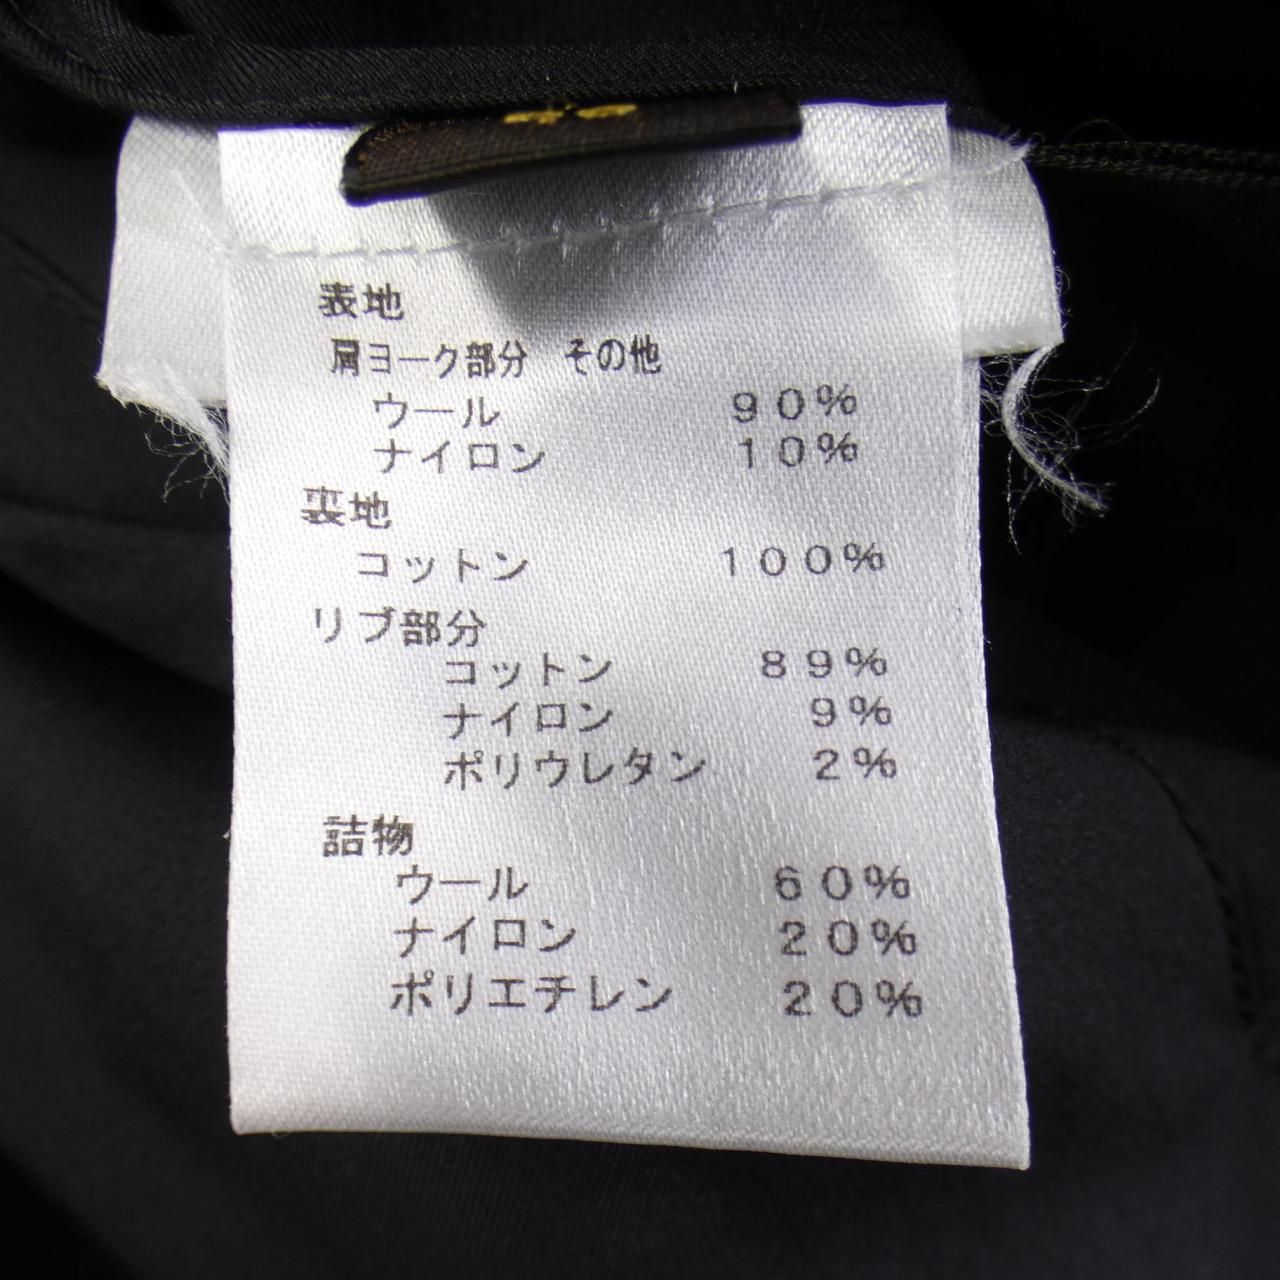 表地
肩ヨーク部分 その他
ウール 90%
ナイロン 10%
裏地
コットン 100%
リブ部分
コットン 89%
ナイロン 9%
ポリウレタン 2%
詰物
ウール 60%
ナイロン 20%
ポリエチレン 20%